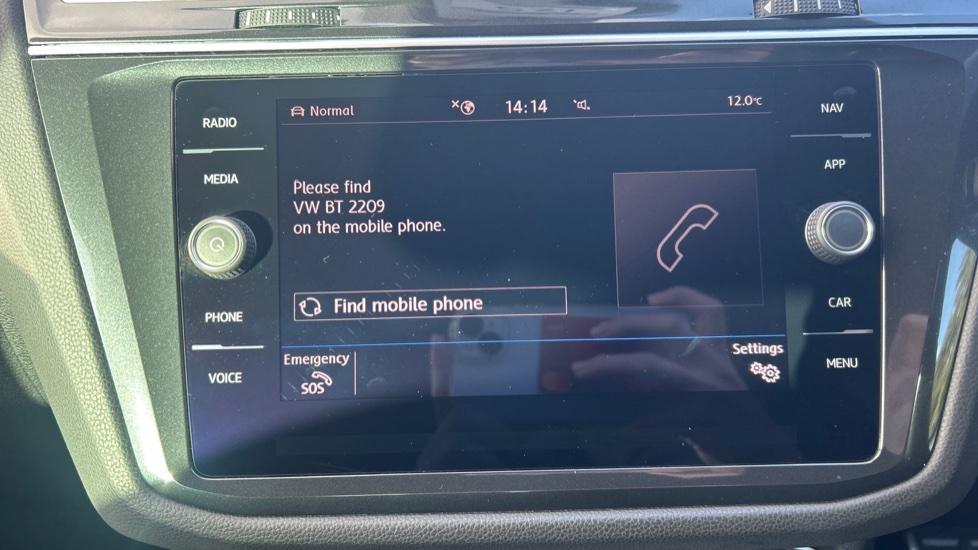 Normal 14:14 12.0°C
RADIO
MEDIA
PHONE
VOICE
Please find
VW BT 2209
on the mobile phone.
Find mobile phone
Emergency
SOS
Settings
NAV
APP
CAR
MENU